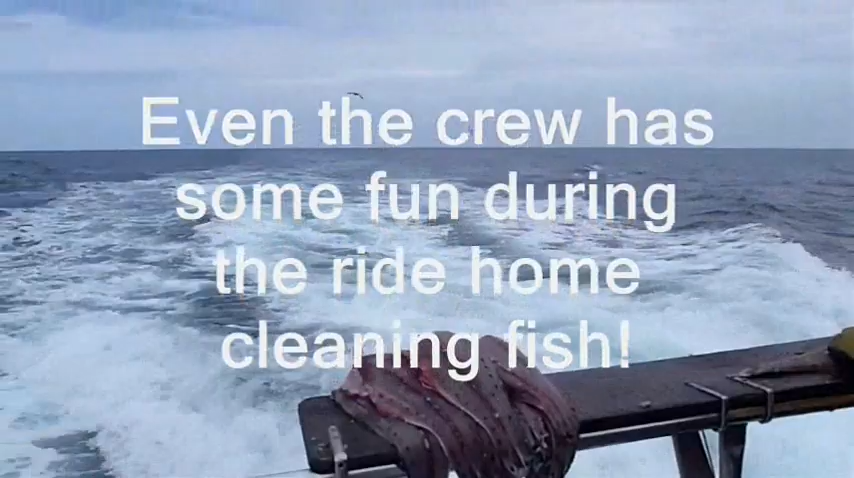 Even the crew has
some fun during
the ride home
cleaning fish!